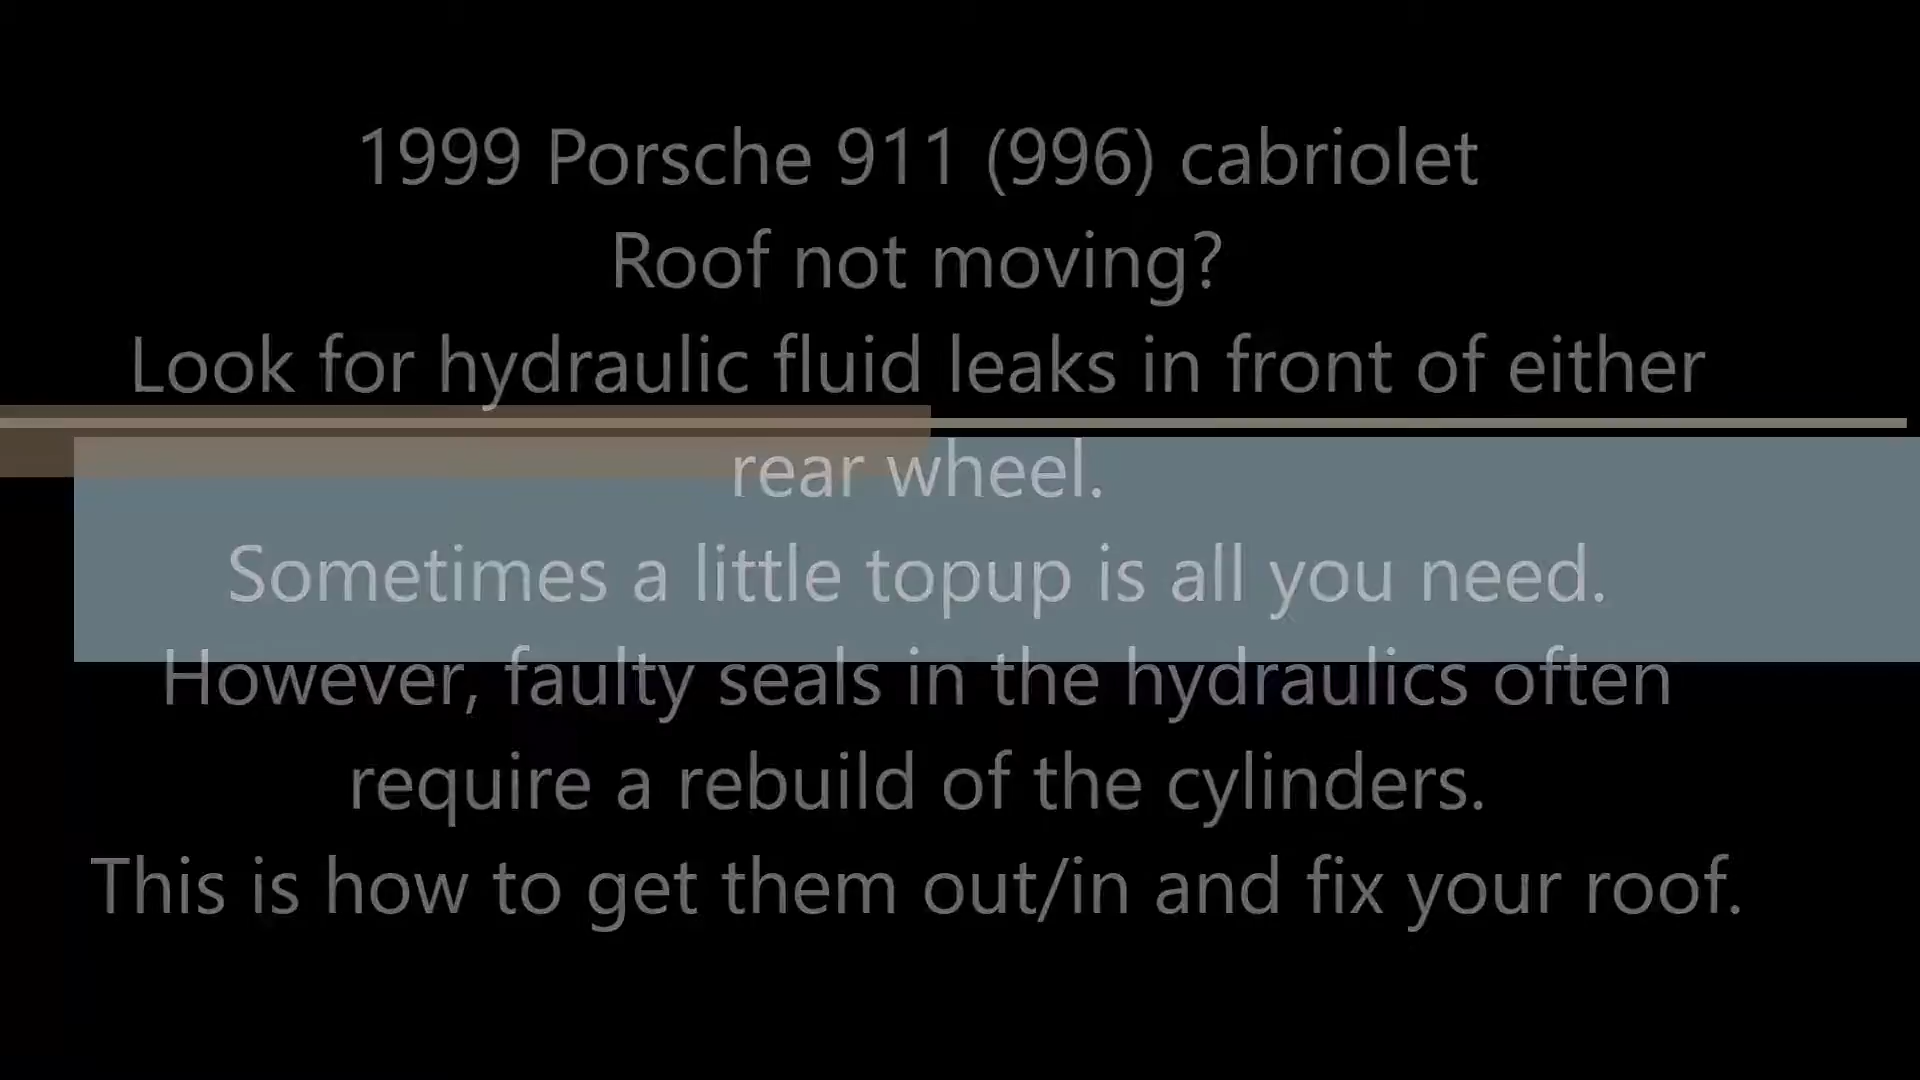 1999 Porsche 911 (996) cabriolet
Roof not moving?
Look for hydraulic fluid leaks in front of either
rear wheel.
Sometimes a little topup is all you need.
However, faulty seals in the hydraulics often
require a rebuild of the cylinders.
This is how to get them out/in and fix your roof.